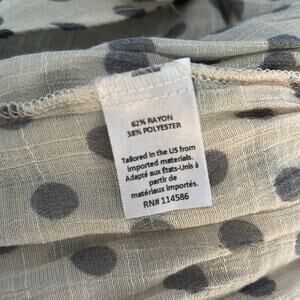 62% RAYON
38% POLYESTER
Tailored in the US from
imported materials.
Adapté aux États-Unis à
partir de
matériaux importés.
RN# 114586